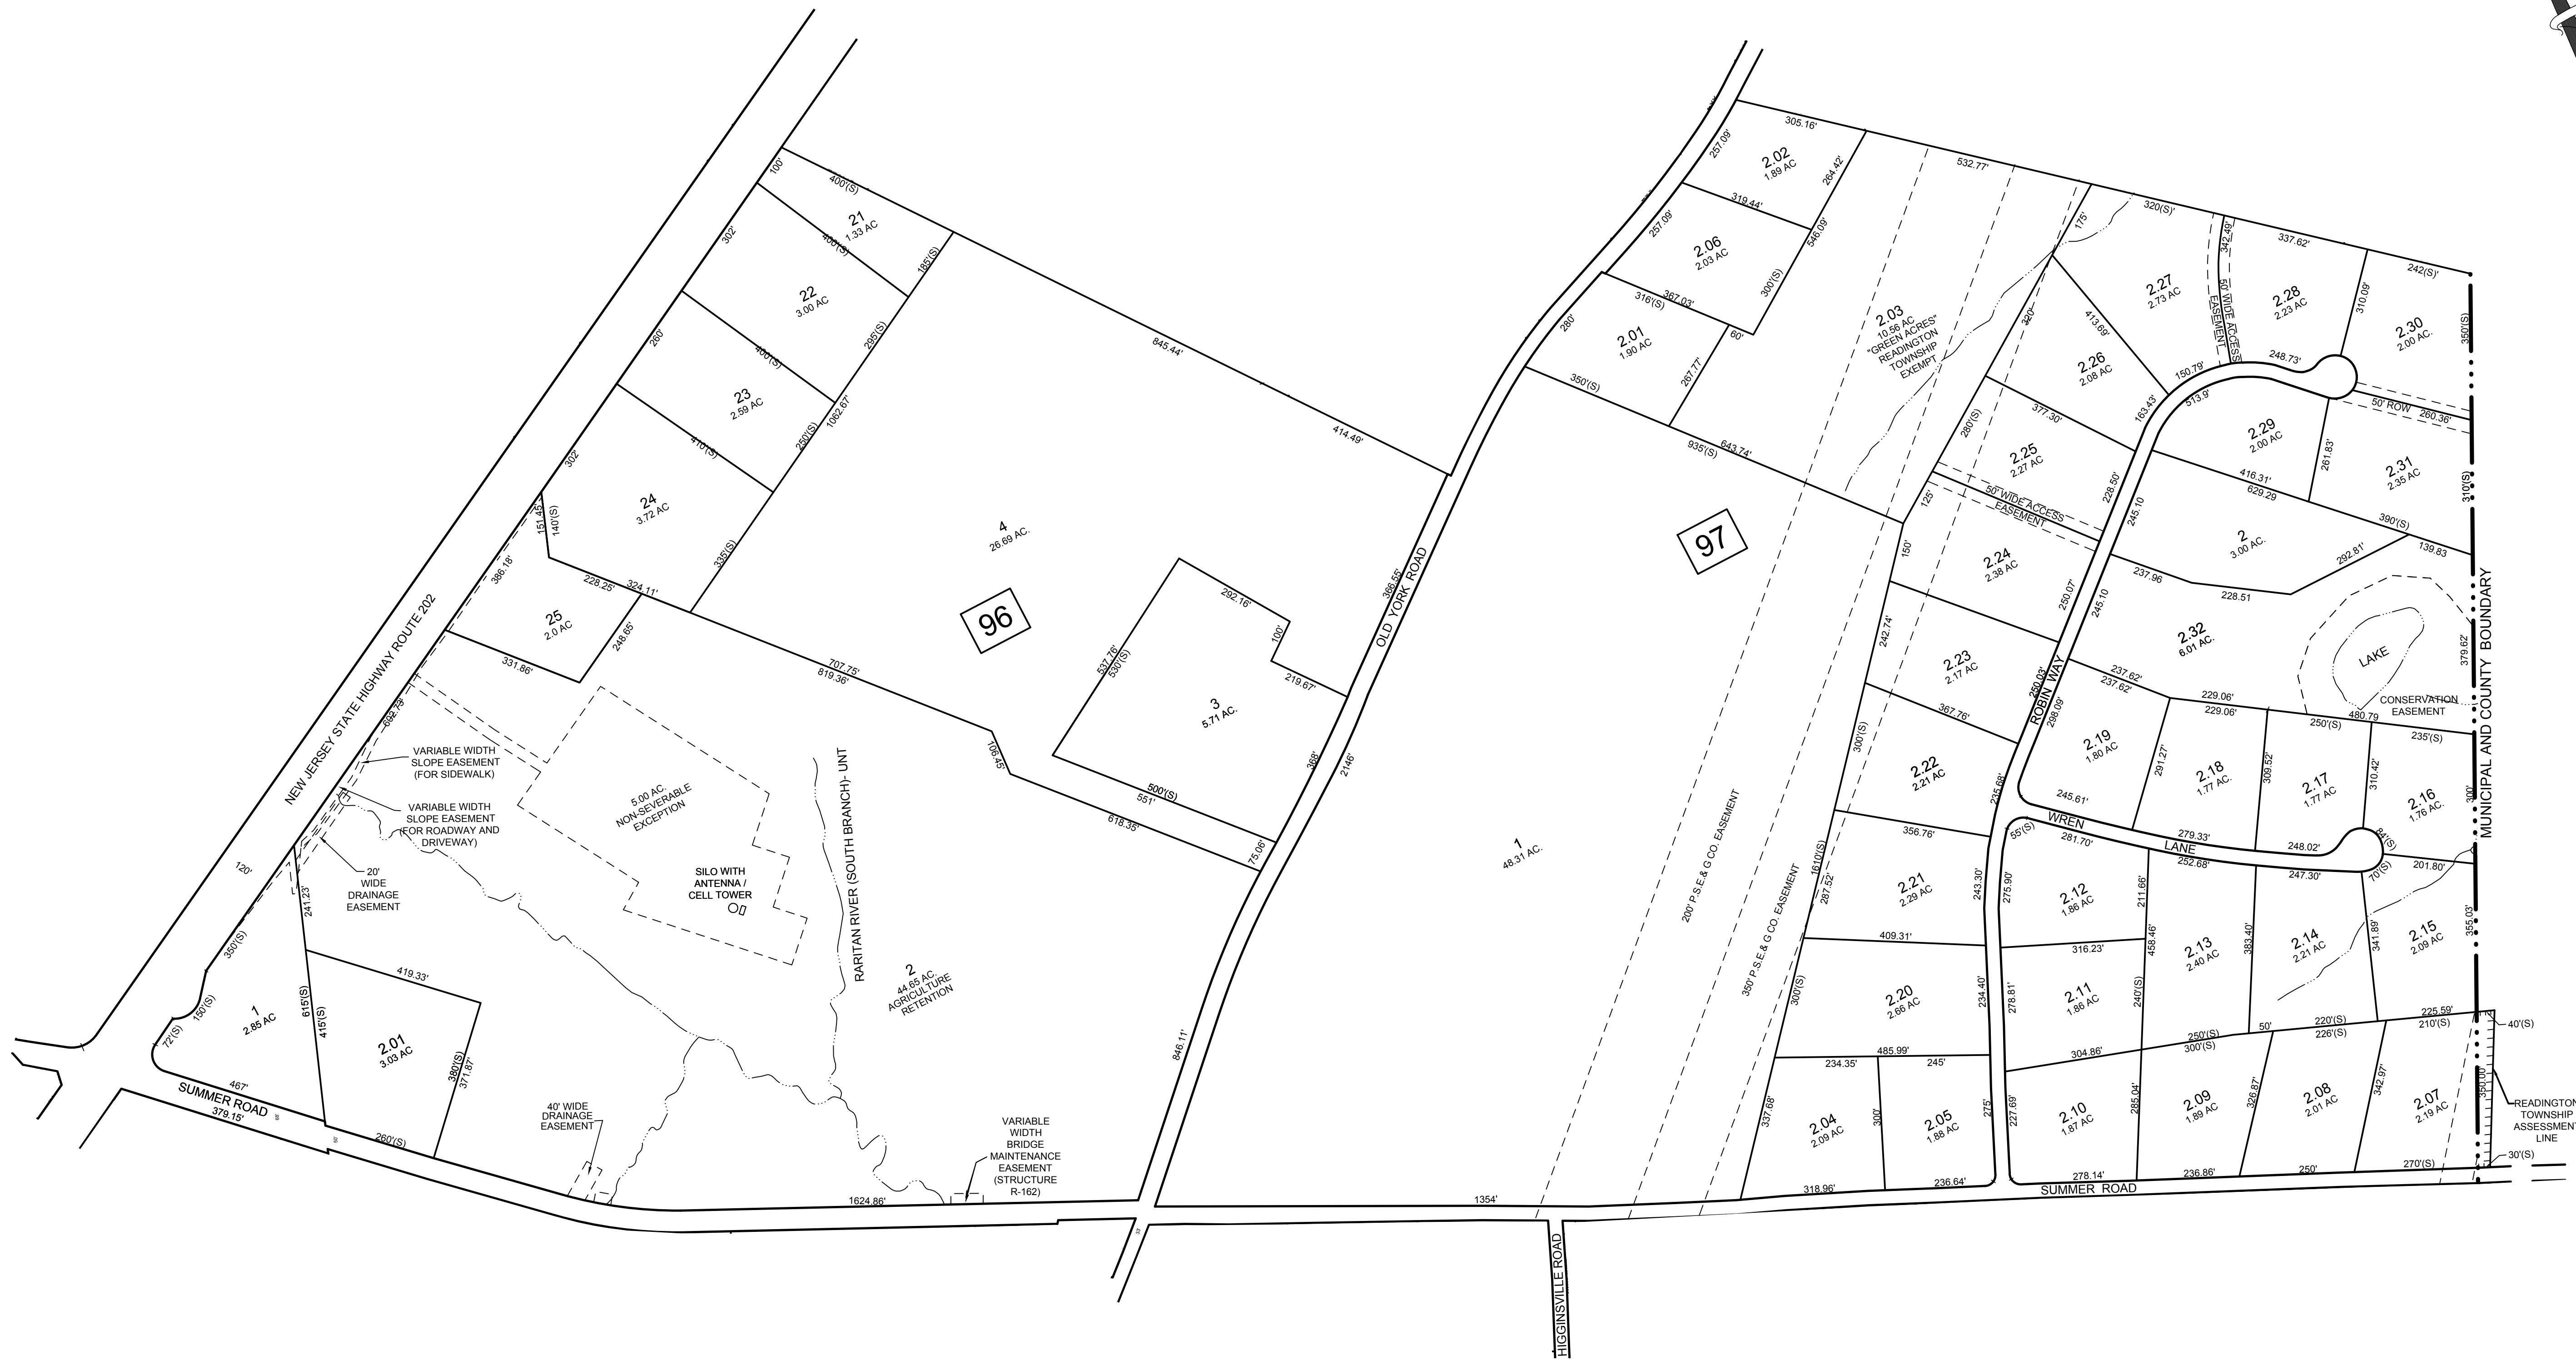 NEW JERSEY STATE HIGHWAY ROUTE 202
120'
100'
302'
260'
302'
386.18'
692.73'
350'(S)
150'(S)
72'(S)
400'(S)
21
1.33 AC
400'(S)
185'(S)
22
3.00 AC
295'(S)
400'(S)
23
2.59 AC
250'(S)
1062.67'
410'(S)
24
3.72 AC
335'(S)
151.45'
140'(S)
228.25'
324.11'
25
2.0 AC
248.65'
331.86'
845.44'
414.49'
4
26.69 AC.
96
707.75'
819.36'
106.45'
618.35'
75.06'
292.16'
100'
219.67'
537.76'
530'(S)
3
5.71 AC.
500'(S)
551'
368'
366.55'
OLD YORK ROAD
2146'
846.11'
VARIABLE WIDTH
SLOPE EASEMENT
(FOR SIDEWALK)
VARIABLE WIDTH
SLOPE EASEMENT
(FOR ROADWAY AND
DRIVEWAY)
20'
WIDE
DRAINAGE
EASEMENT
5.00 AC.
NON-SEVERABLE
EXCEPTION
SILO WITH
ANTENNA /
CELL TOWER
RARITAN RIVER (SOUTH BRANCH)- UNT
2
44.65 AC.
AGRICULTURE
RETENTION
241.23'
615'(S)
415'(S)
1
2.85 AC
419.33'
2.01
3.03 AC
380'(S)
371.87'
467'
SUMMER ROAD
379.15'
260'(S)
40' WIDE
DRAINAGE
EASEMENT
VARIABLE
WIDTH
BRIDGE
MAINTENANCE
EASEMENT
(STRUCTURE
R-162)
1624.86'
1354'
HIGGINSVILLE ROAD
257.09'
305.16'
2.02
1.89 AC
264.42'
319.44'
257.09'
2.06
2.03 AC
546.09'
300'(S)
367.03'
316'(S)
280'
2.01
1.90 AC
60'
267.77'
350'(S)
935'(S)
643.74'
532.77'
2.03
10.56 AC
"GREEN ACRES"
READINGTON
TOWNSHIP
EXEMPT
97
1
48.31 AC.
200' P.S.E.& G CO. EASEMENT
350' P.S.E.& G CO. EASEMENT
175'
320'
280'(S)
125'
150'
242.74'
300'(S)
1610'(S)
287.52'
300'(S)
337.68'
320(S)'
342.49'
50' WIDE ACCESS
EASEMENT
2.27
2.73 AC
337.62'
2.28
2.23 AC
310.09'
242(S)'
2.30
2.00 AC.
350'(S)
413.69'
2.26
2.08 AC
163.43'
150.79'
513.9'
248.73'
50' ROW 260.36'
377.30'
2.25
2.27 AC
228.50'
50' WIDE ACCESS
EASEMENT
2.29
2.00 AC
261.83'
2.31
2.35 AC
310'(S)
416.31'
629.29
390'(S)
245.10
2
3.00 AC.
292.81'
139.83
237.96
228.51
2.24
2.38 AC
250.07'
245.10
2.32
6.01 AC.
LAKE
379.62'
CONSERVATION
EASEMENT
MUNICIPAL AND COUNTY BOUNDARY
2.23
2.17 AC
250.03'
ROBIN WAY
298.09'
237.62'
237.62'
229.06'
229.06'
250'(S)
480.79
235'(S)
367.76'
2.22
2.21 AC
235.68'
2.19
1.80 AC
291.27'
2.18
1.77 AC
309.52'
2.17
1.77 AC
310.42'
2.16
1.76 AC.
300'
356.76'
245.61'
WREN
LANE
279.33'
248.02'
84'(S)
201.80'
55'(S)
281.70'
252.68'
247.30'
70'(S)
2.21
2.29 AC
243.30'
275.90'
2.12
1.86 AC
211.66'
458.46'
2.13
2.40 AC
383.40'
2.14
2.21 AC
341.89'
2.15
2.09 AC
355.03'
409.31'
316.23'
2.20
2.66 AC
234.40'
278.81'
2.11
1.86 AC
240'(S)
250'(S)
50'
220'(S)
225.59'
300'(S)
226'(S)
210'(S)
40'(S)
485.99'
234.35'
245'
304.86'
2.04
2.09 AC
300'
2.05
1.88 AC
275'
227.69'
2.10
1.87 AC
285.04'
2.09
1.89 AC
326.87'
2.08
2.01 AC
342.97'
2.07
2.19 AC
350.00'
READINGTON
TOWNSHIP
ASSESSMENT
LINE
30'(S)
318.96'
236.64'
278.14'
236.86'
250'
270'(S)
SUMMER ROAD